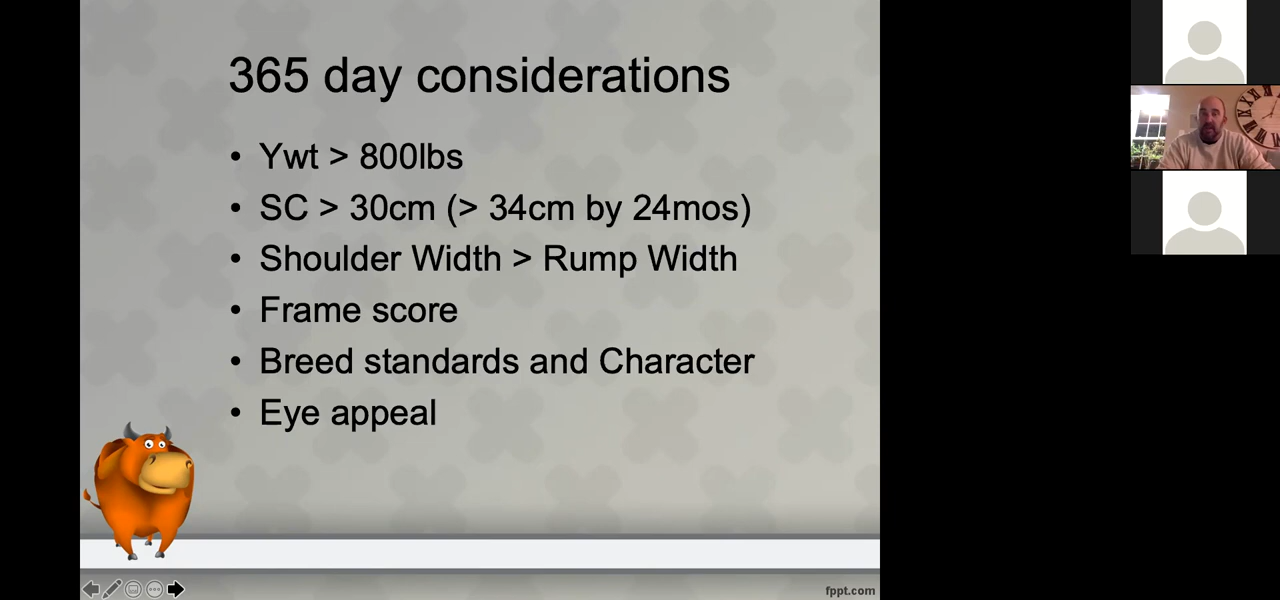 365 day considerations
• Ywt > 800lbs
• SC > 30cm (> 34cm by 24mos)
• Shoulder Width > Rump Width
• Frame score
• Breed standards and Character
• Eye appeal
fppt.com